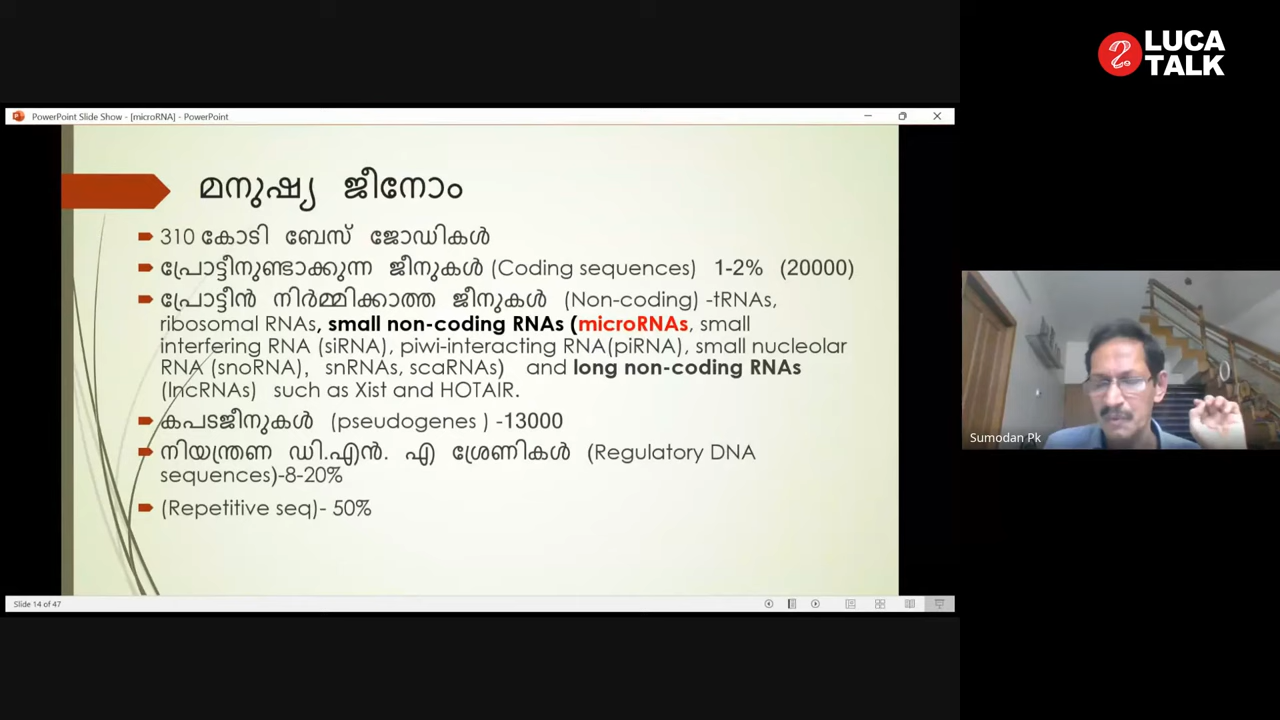 LUCA
TALK
PowerPoint Slide Show - [microRNA] - PowerPoint
മനുഷ്യ ജീനോം
310 കോടി ബേസ് ജോഡികൾ
പ്രോട്ടീനുണ്ടാക്കുന്ന ജീനുകൾ (Coding sequences) 1-2% (20000)
പ്രോട്ടീൻ നിർമ്മിക്കാത്ത ജീനുകൾ (Non-coding) -tRNAs,
ribosomal RNAs, small non-coding RNAs (microRNAs, small
interfering RNA (siRNA), piwi-interacting RNA(piRNA), small nucleolar
RNA (snoRNA), snRNAs, scaRNAs) and long non-coding RNAs
(lncRNAs) such as Xist and HOTAIR.
കപടജീനുകൾ (pseudogenes ) -13000
നിയന്ത്രണ ഡി.എൻ. എ ശ്രേണികൾ (Regulatory DNA
sequences)-8-20%
(Repetitive seq)- 50%
Sumodan Pk
Slide 14 of 47